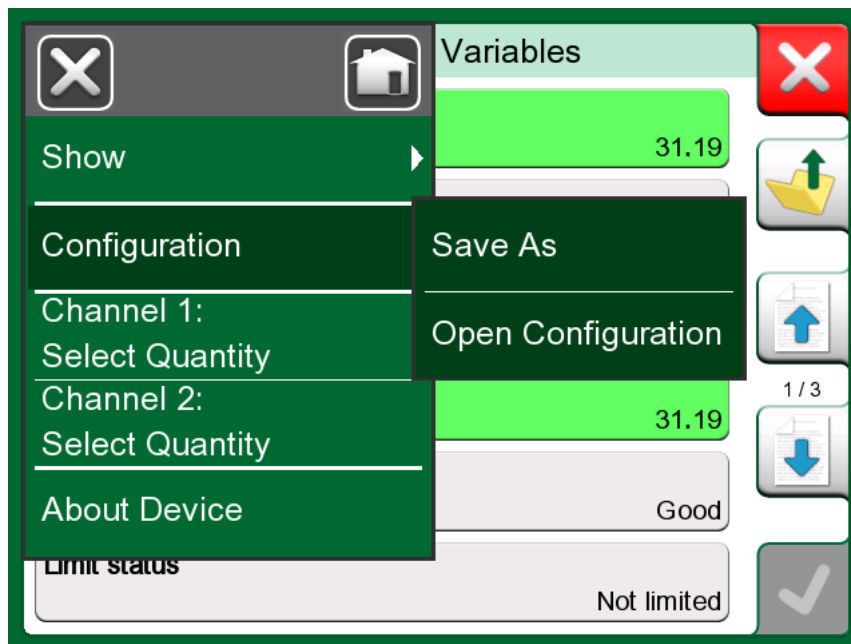 Variables
31.19
Show
Configuration
Save As
Channel 1:
Select Quantity
Open Configuration
1 / 3
Channel 2:
Select Quantity
31.19
About Device
Good
Limit status
Not limited